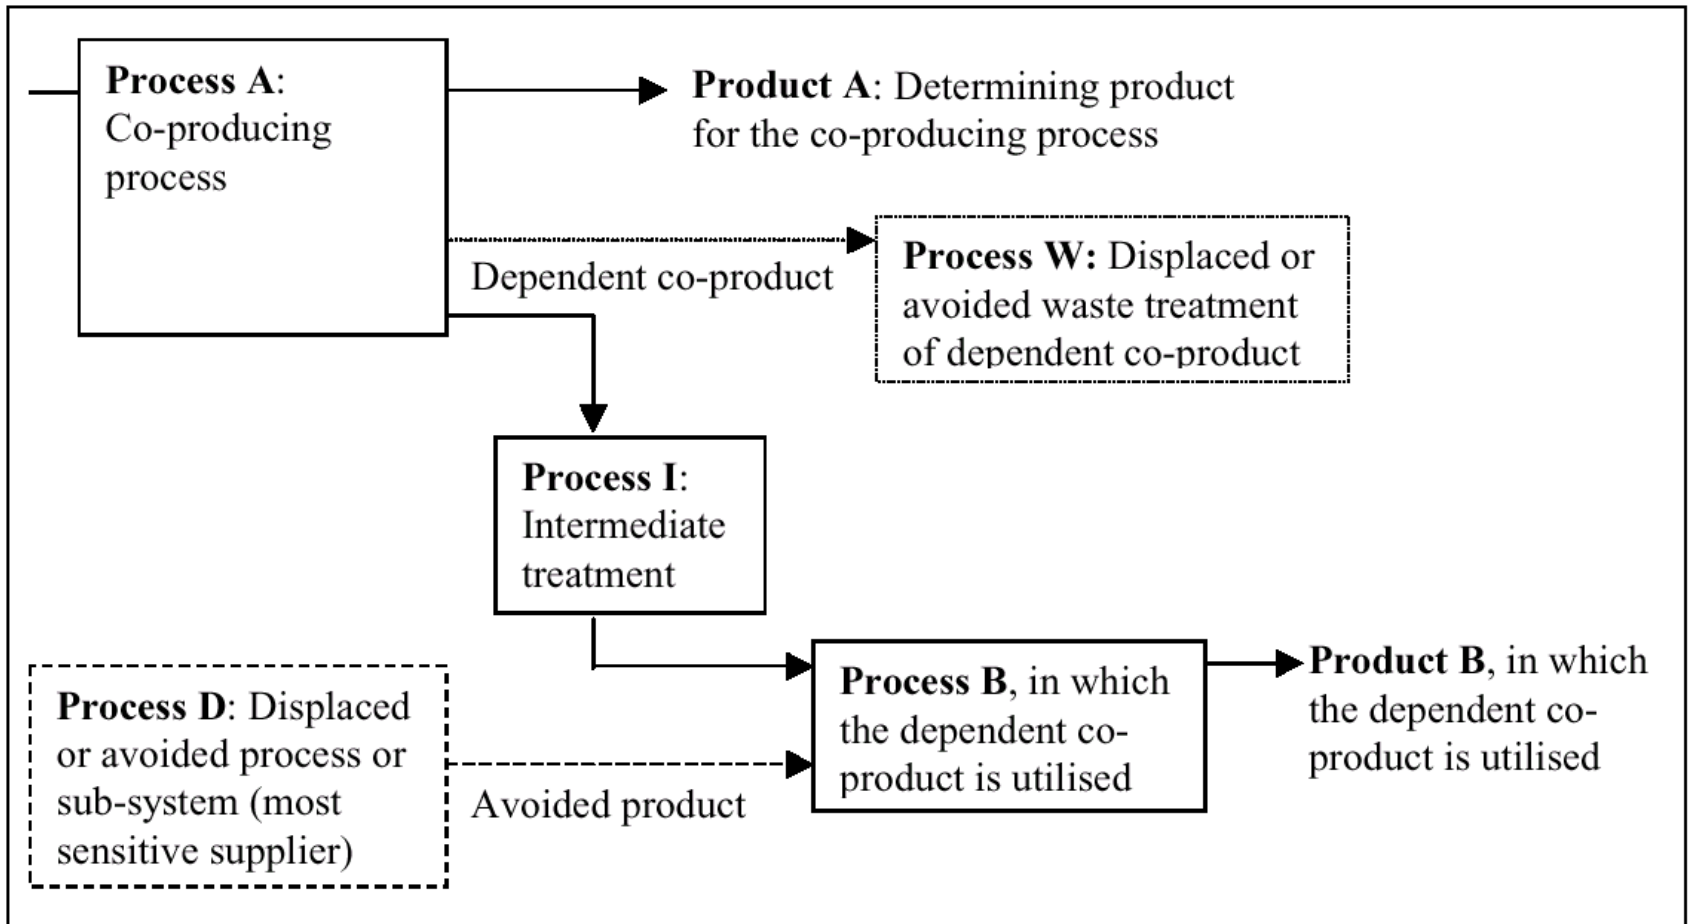 Process A:
Co-producing
process
Product A: Determining product
for the co-producing process
Dependent co-product
Process W: Displaced or
avoided waste treatment
of dependent co-product
Process I:
Intermediate
treatment
Process D: Displaced
or avoided process or
sub-system (most
sensitive supplier)
Avoided product
Process B, in which
the dependent co-
product is utilised
Product B, in which
the dependent co-
product is utilised